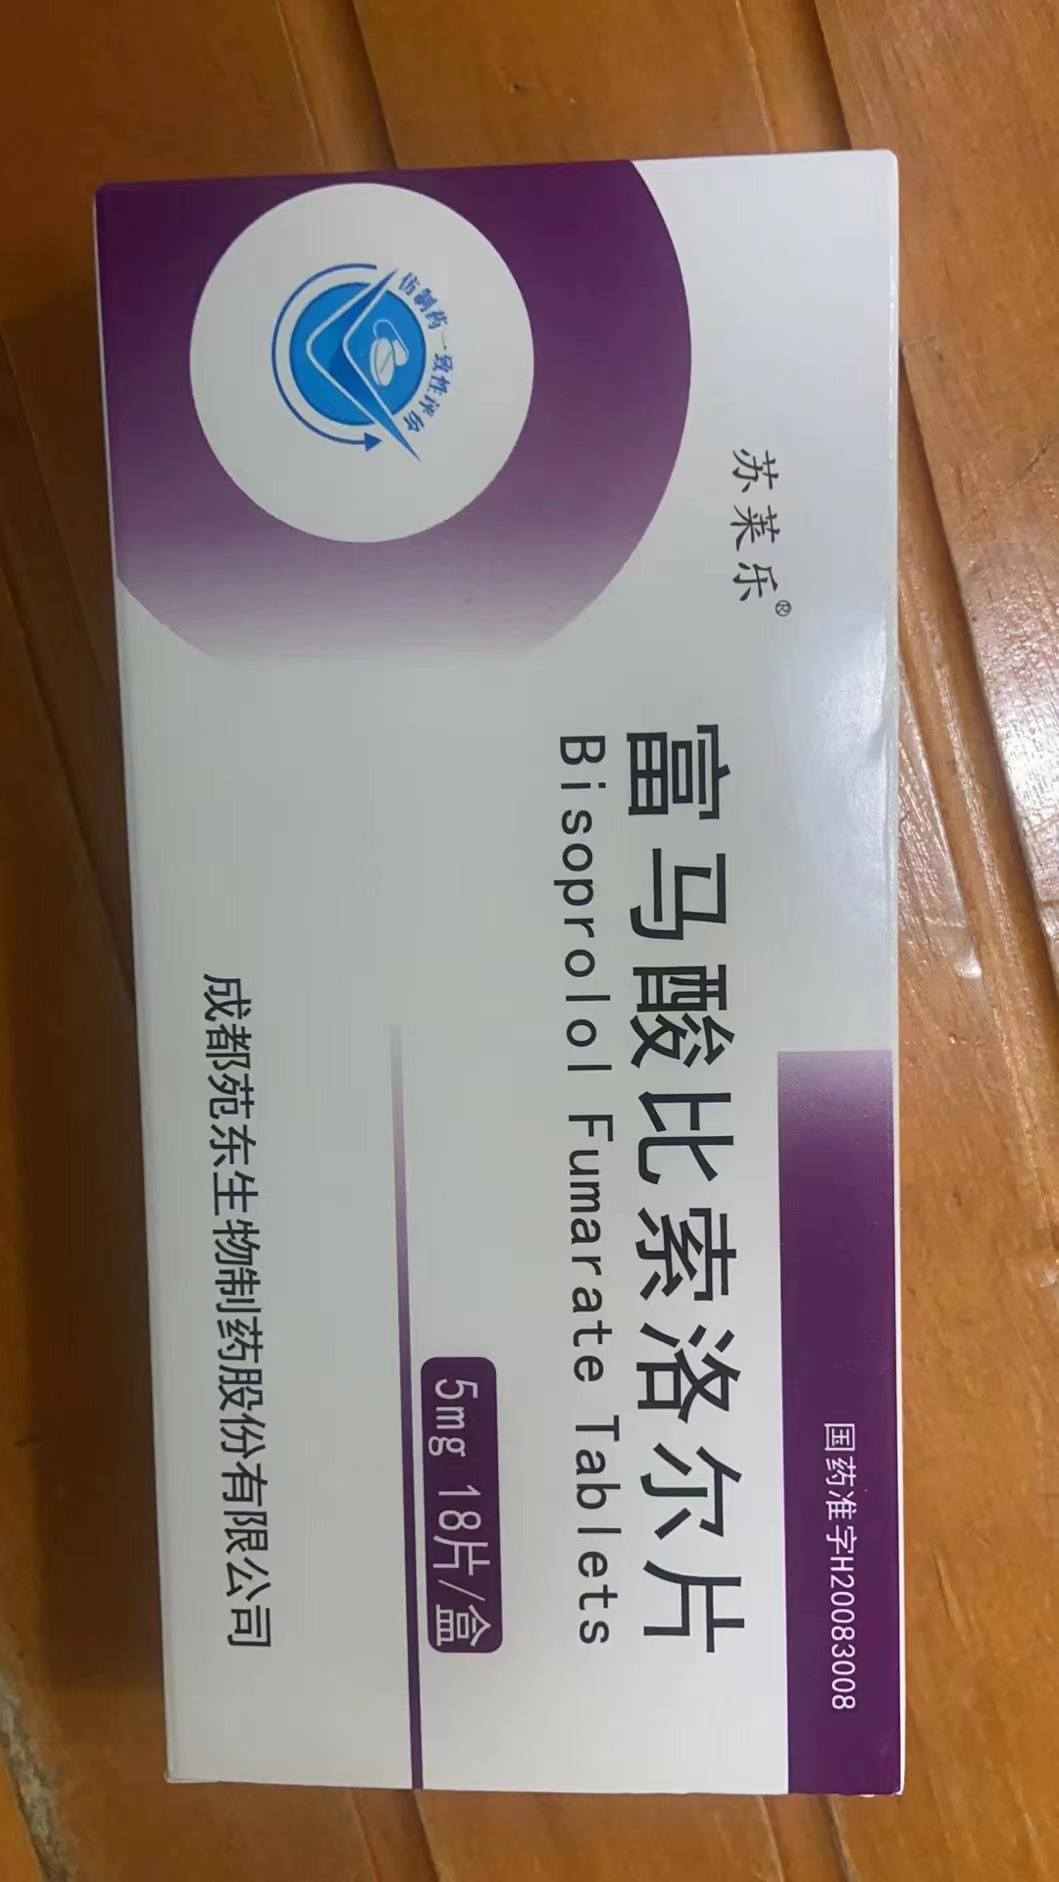 国药准字H20083008
苏莱乐®
富马酸比索洛尔片
Bisoprolol Fumarate Tablets
5mg 18片/盒
仿制药一致性评价
成都苑东生物制药股份有限公司